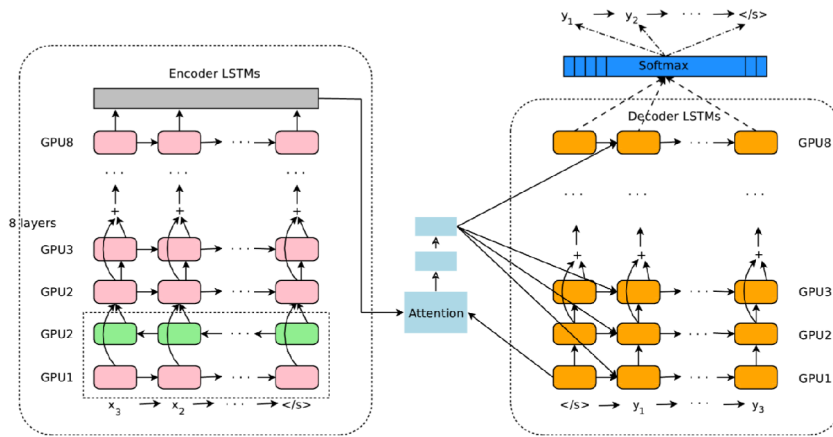 y1 y2 ... </s>
Softmax
Encoder LSTMs
Decoder LSTMs
GPU8 ...
... GPU8
... ... ...
... ...
+ + +
8 layers
+ +
GPU3 ...
GPU2 ...
... GPU3
Attention
GPU2 ...
... GPU2
GPU1 ...
... GPU1
x3 x2 ... </s>
</s> y1 ... y3